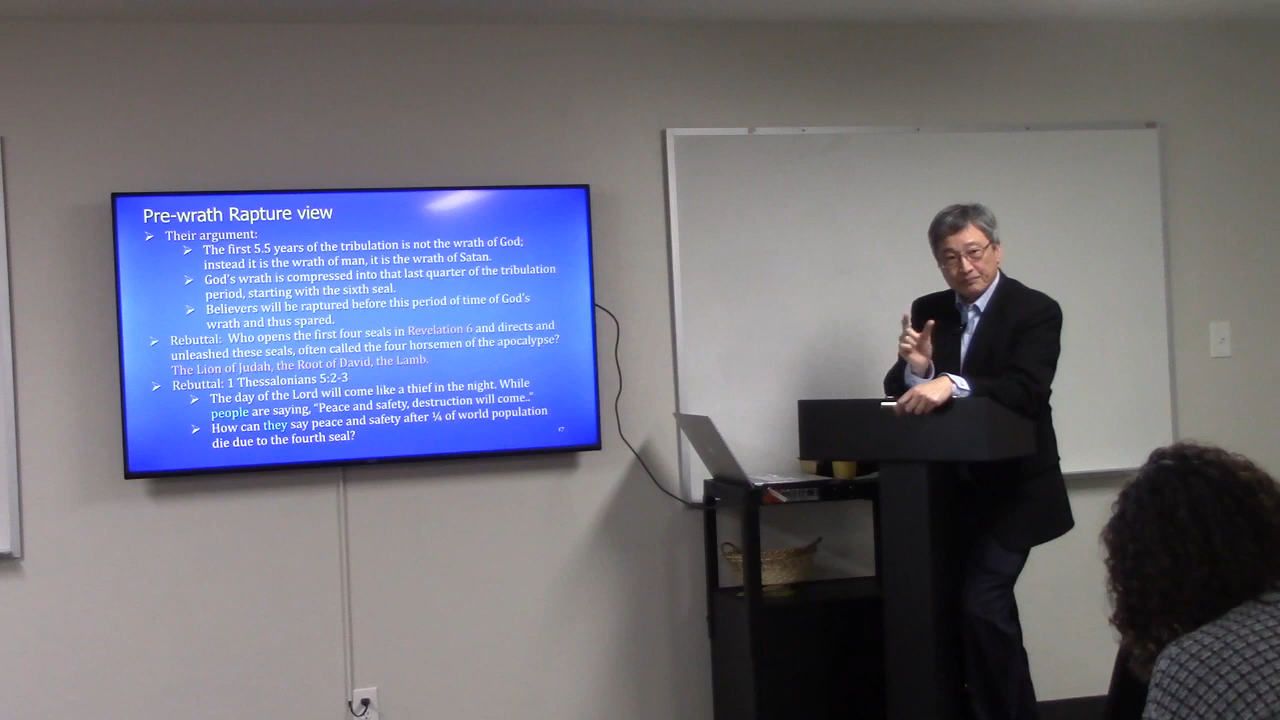 Pre-wrath Rapture view
➢ Their argument:
➢ The first 5.5 years of the tribulation is not the wrath of God;
instead it is the wrath of man, it is the wrath of Satan.
➢ God's wrath is compressed into that last quarter of the tribulation
period, starting with the sixth seal.
➢ Believers will be raptured before this period of time of God's
wrath and thus spared.
➢ Rebuttal: Who opens the first four seals in Revelation 6 and directs and
unleashed these seals, often called the four horsemen of the apocalypse?
The Lion of Judah, the Root of David, the Lamb.
➢ Rebuttal: 1 Thessalonians 5:2-3
➢ The day of the Lord will come like a thief in the night. While
people are saying, "Peace and safety, destruction will come.."
➢ How can they say peace and safety after ¼ of world population
die due to the fourth seal?
17